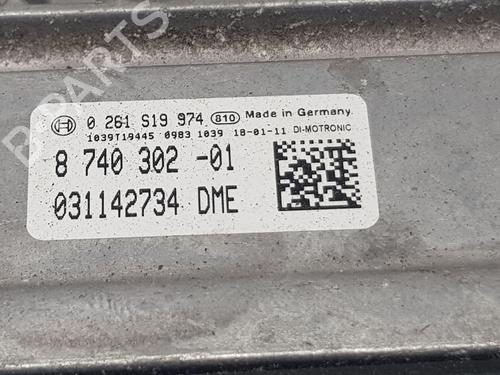 B-PARTS
0 261 S19 974 810 Made in Germany
1039T19445 0983 1039 18-01-11 DI-MOTRONIC
8 740 302 -01
031142734 DME